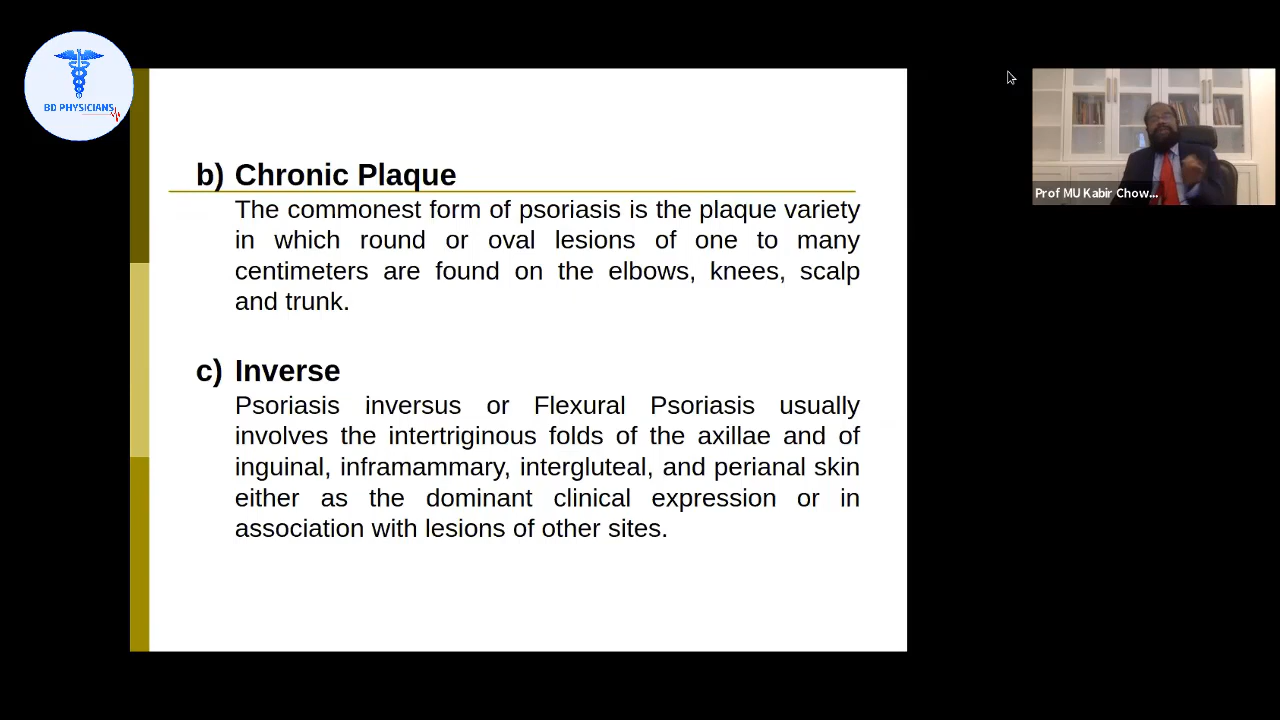 BD PHYSICIANS
b) Chronic Plaque
The commonest form of psoriasis is the plaque variety
in which round or oval lesions of one to many
centimeters are found on the elbows, knees, scalp
and trunk.
c) Inverse
Psoriasis inversus or Flexural Psoriasis usually
involves the intertriginous folds of the axillae and of
inguinal, inframammary, intergluteal, and perianal skin
either as the dominant clinical expression or in
association with lesions of other sites.
Prof MU Kabir Chow...